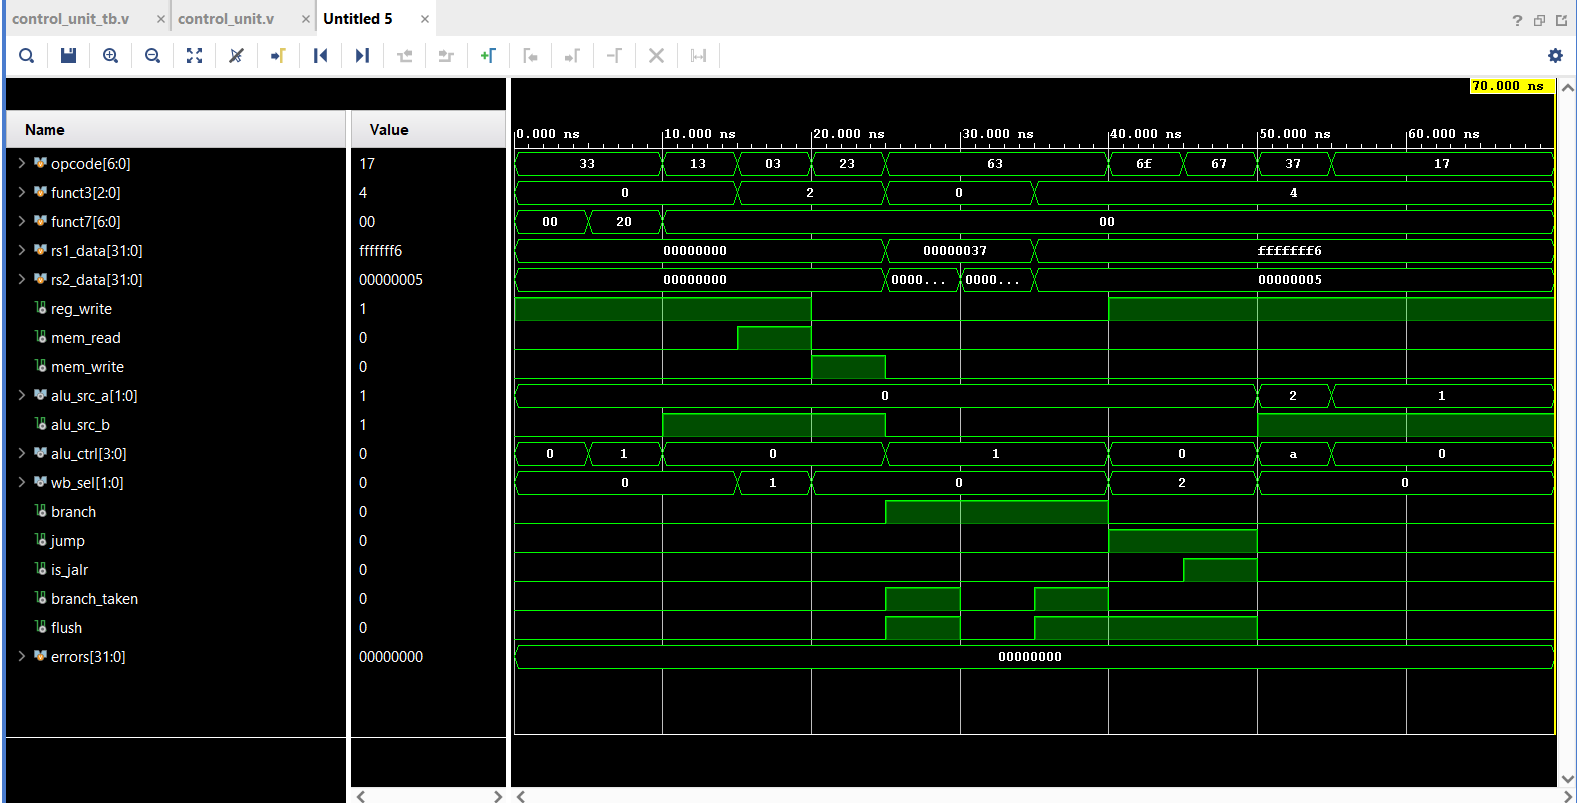 control_unit_tb.v × control_unit.v × Untitled 5 ×
?
70.000 ns
Name Value
0.000 ns 10.000 ns 20.000 ns 30.000 ns 40.000 ns 50.000 ns 60.000 ns
opcode[6:0] 17 33 13 03 23 63 6f 67 37 17
funct3[2:0] 4 0 2 0 4
funct7[6:0] 00 00 20 00
rs1_data[31:0] fffffff6 00000000 00000037 fffffff6
rs2_data[31:0] 00000005 00000000 0000... 0000... 00000005
reg_write 1
mem_read 0
mem_write 0
alu_src_a[1:0] 1 0 2 1
alu_src_b 1
alu_ctrl[3:0] 0 0 1 0 1 0 a 0
wb_sel[1:0] 0 0 1 0 2 0
branch 0
jump 0
is_jalr 0
branch_taken 0
flush 0
errors[31:0] 00000000 00000000